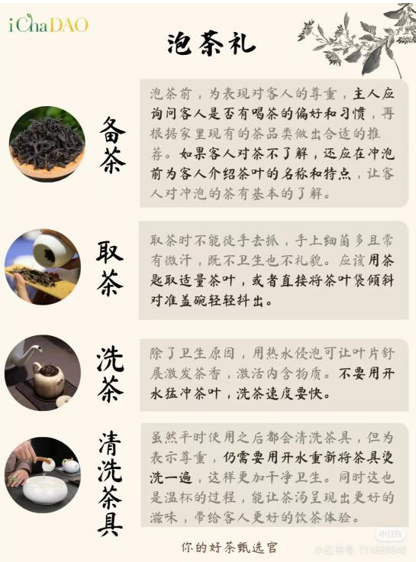 iChaDAO
泡茶礼
备茶
泡茶前，为表现对客人的尊重，主人应
询问客人是否有喝茶的偏好和习惯，再
根据家里现有的茶品类做出合适的推
荐。如果客人对茶不了解，还应在冲泡
前为客人介绍茶叶的名称和特点，让客
人对冲泡的茶有基本的了解。
取茶
取茶时不能徒手去抓，手上细菌多且常
有微汗，既不卫生也不礼貌。应该用茶
匙取适量茶叶，或者直接将茶叶袋倾斜
对准盖碗轻轻抖出。
洗茶
除了卫生原因，用热水侵泡可让叶片舒
展激发茶香，激活内含物质。不要用开
水猛冲茶叶，洗茶速度要快。
清洗茶具
虽然平时使用之后都会清洗茶具，但为
表示尊重，仍需要用开水重新将茶具烫
洗一遍，这样更加干净卫生。同时这也
是温杯的过程，能让茶汤呈现出更好的
滋味，带给客人更好的饮茶体验。
你的好茶甄选官
小红书